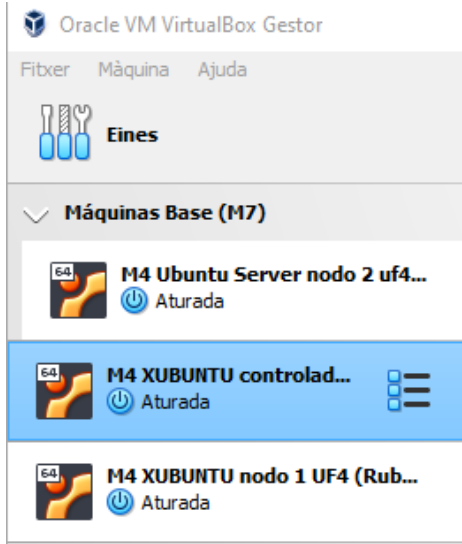 Oracle VM VirtualBox Gestor
Fitxer Màquina Ajuda
Eines
Máquinas Base (M7)
64
M4 Ubuntu Server nodo 2 uf4...
Aturada
64
M4 XUBUNTU controlad...
Aturada
64
M4 XUBUNTU nodo 1 UF4 (Rub...
Aturada